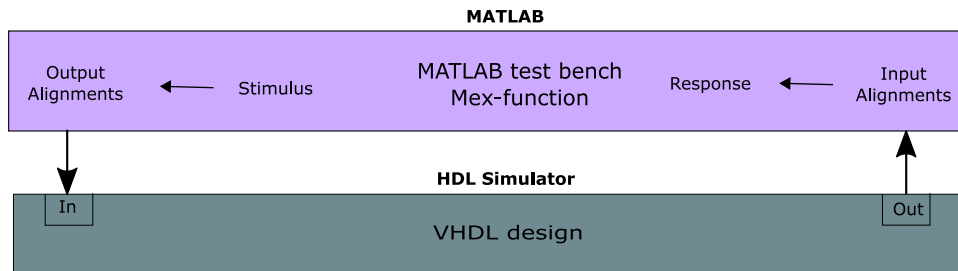 MATLAB
Output
Alignments
Stimulus
MATLAB test bench
Mex-function
Response
Input
Alignments
HDL Simulator
In
VHDL design
Out